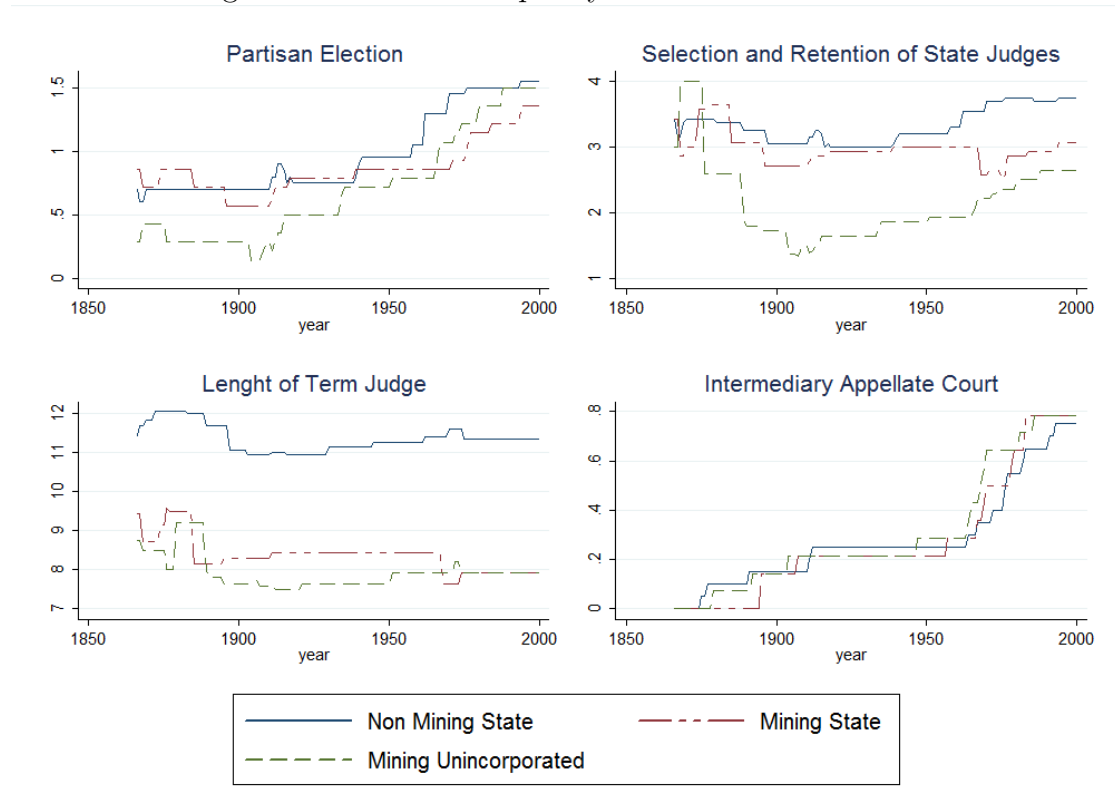 Partisan Election
Selection and Retention of State Judges
1.5
1
.5
0
4
3
2
1
1850 1900 1950 2000
year
1850 1900 1950 2000
year
Lenght of Term Judge
Intermediary Appellate Court
12
11
10
9
8
7
.8
.6
.4
.2
0
1850 1900 1950 2000
year
1850 1900 1950 2000
year
Non Mining State
Mining State
Mining Unincorporated